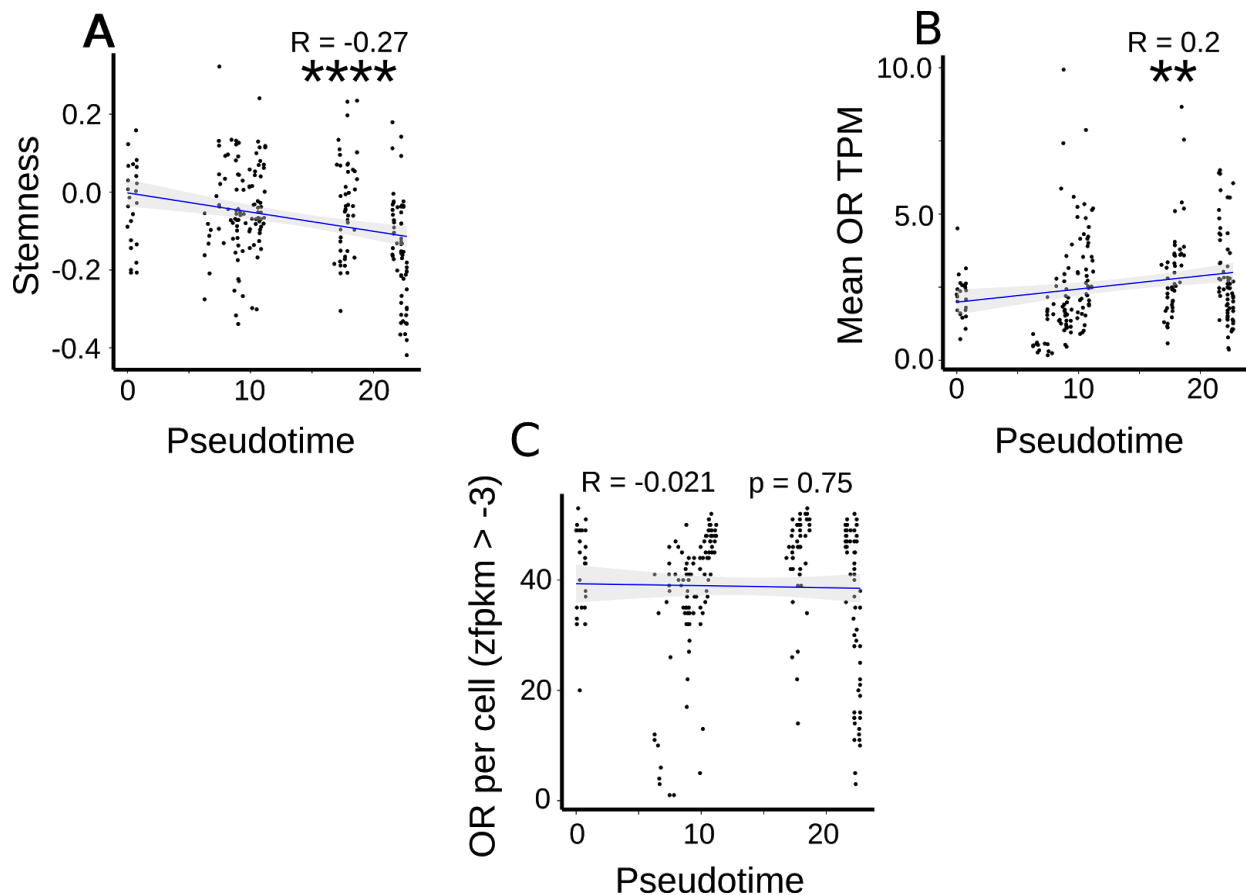 A
R = -0.27
****
Stemness
0.2
0.0
-0.2
-0.4
0
10
20
Pseudotime
B
R = 0.2
**
Mean OR TPM
10.0
5.0
0.0
0
10
20
Pseudotime
C
R = -0.021
p = 0.75
OR per cell (zfpkm > -3)
40
20
0
0
10
20
Pseudotime